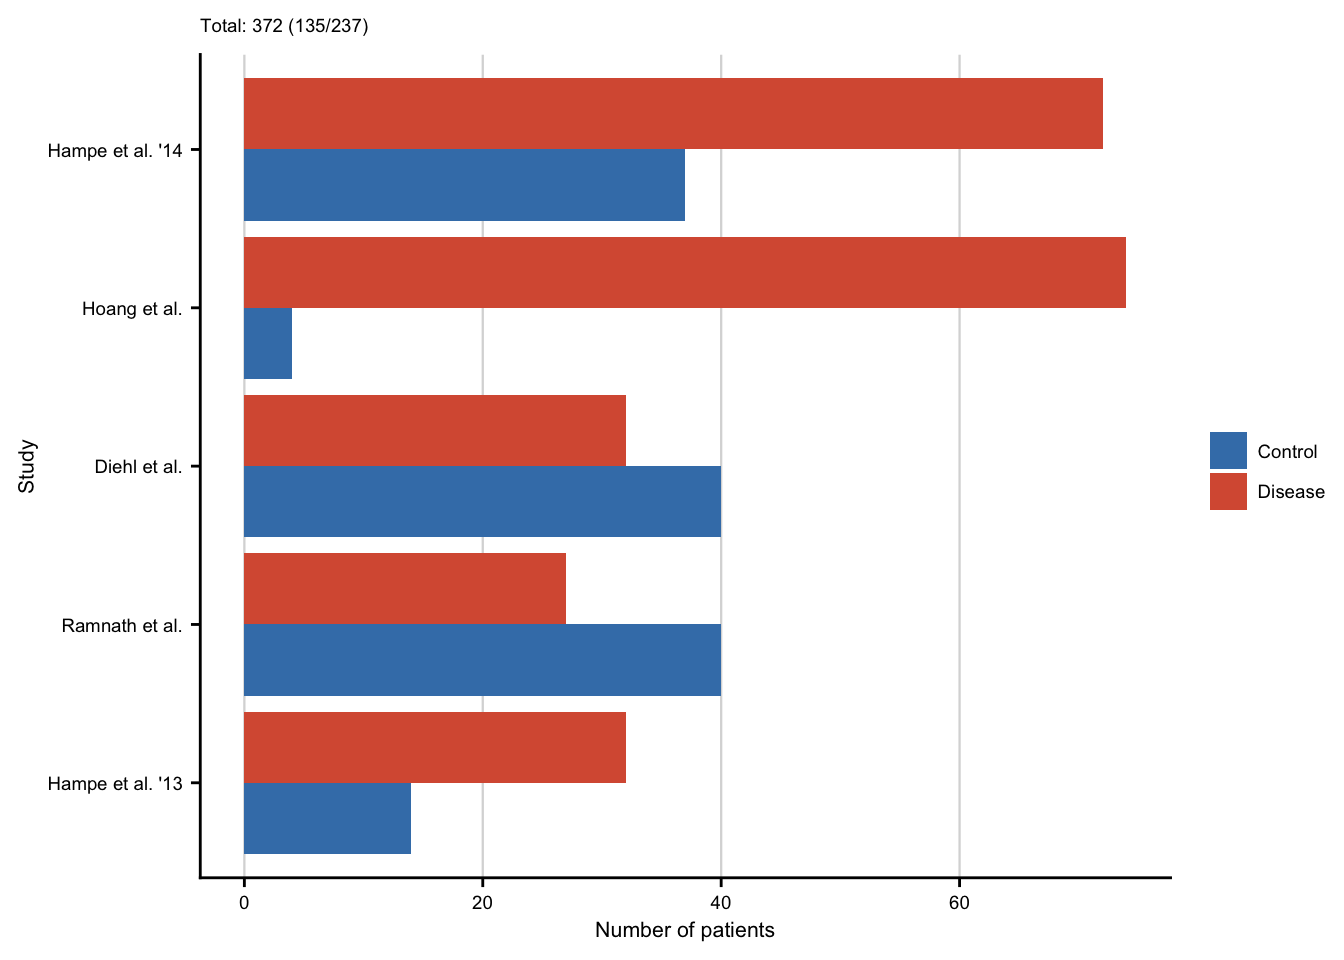 Total: 372 (135/237)
Hampe et al. '14
Hoang et al.
Diehl et al.
Ramnath et al.
Hampe et al. '13
Study
0 20 40 60
Number of patients
Control
Disease